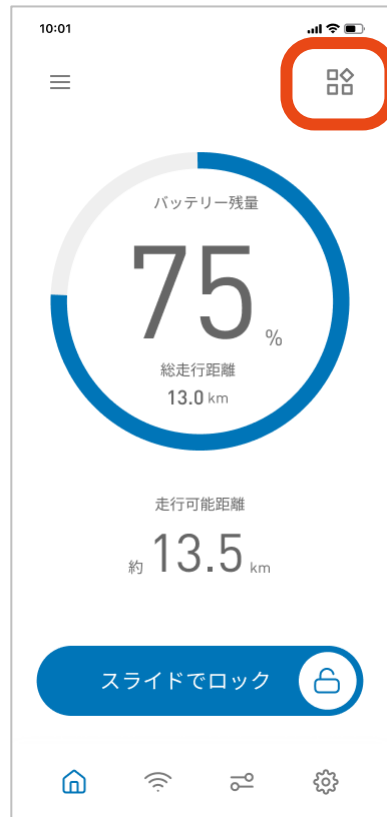 10:01
バッテリー残量
75 %
総走行距離
13.0 km
走行可能距離
約 13.5 km
スライドでロック